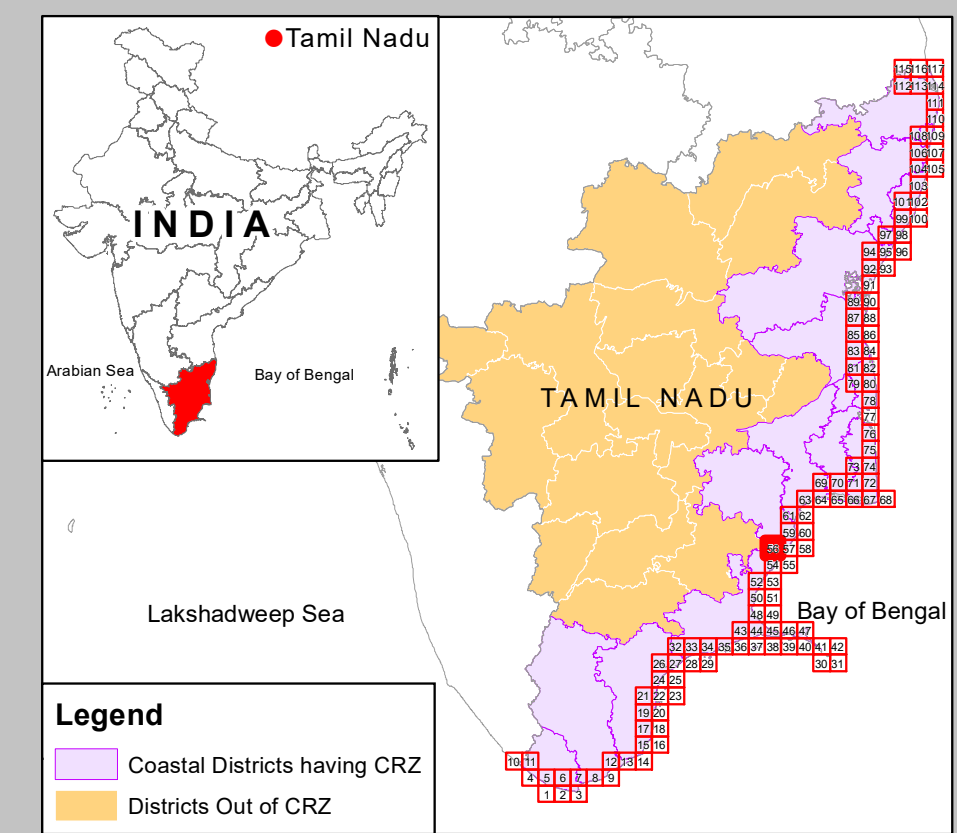 Tamil Nadu
INDIA
Arabian Sea
Bay of Bengal
115 116 117
112 113 114
111
110
108 109
106 107
104 105
103
101 102
99 100
97 98
94 95 96
92 93
91
89 90
87 88
85 86
83 84
81 82
79 80
TAMIL NADU
78
77
76
75
73 74
69 70 71 72
63 64 65 66 67 68
61 62
59 60
56 57 58
54 55
52 53
50 51
48 49
Lakshadweep Sea
Bay of Bengal
43 44 45 46 47
32 33 34 35 36 37 38 39 40 41 42
26 27 28 29 30 31
24 25
21 22 23
19 20
17 18
15 16
10 11 12 13 14
4 5 6 7 8 9
1 2 3
Legend
Coastal Districts having CRZ
Districts Out of CRZ